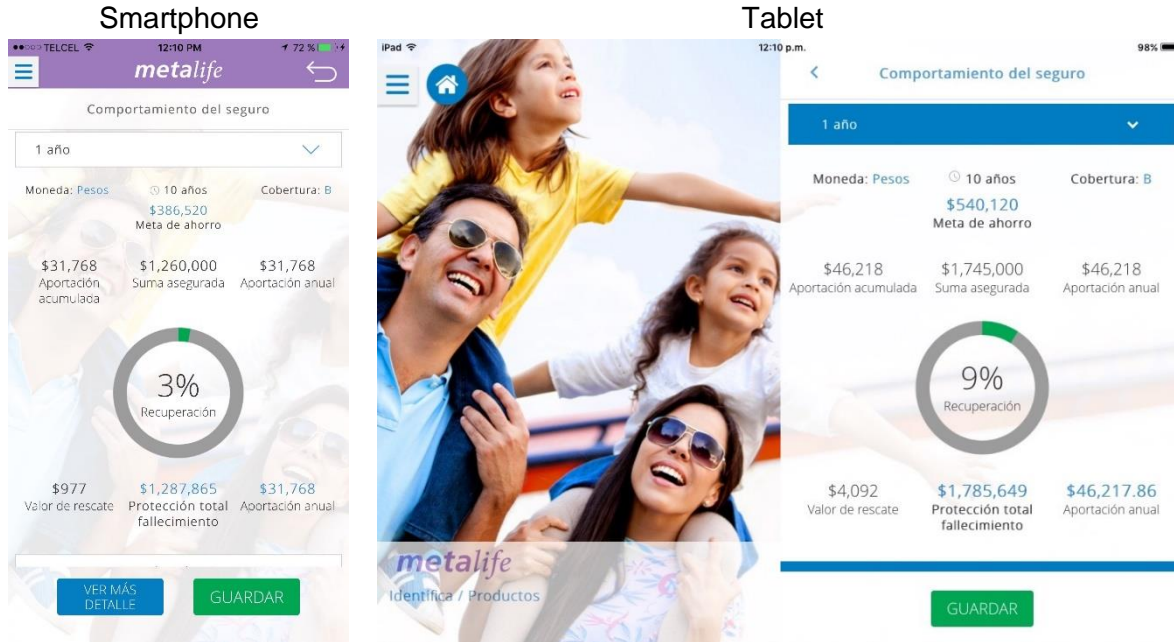 Smartphone
Tablet
TELCEL 12:10 PM 72 %
metalife
Comportamiento del seguro
1 año
Moneda: Pesos
10 años
Cobertura: B
$386,520
Meta de ahorro
$31,768
Aportación
acumulada
$1,260,000
Suma asegurada
$31,768
Aportación anual
3%
Recuperación
$977
Valor de rescate
$1,287,865
Protección total
fallecimiento
$31,768
Aportación anual
VER MÁS
DETALLE
GUARDAR
iPad 12:10 p.m. 98%
metalife
Identifica / Productos
Comportamiento del seguro
1 año
Moneda: Pesos
10 años
Cobertura: B
$540,120
Meta de ahorro
$46,218
Aportación acumulada
$1,745,000
Suma asegurada
$46,218
Aportación anual
9%
Recuperación
$4,092
Valor de rescate
$1,785,649
Protección total
fallecimiento
$46,217.86
Aportación anual
GUARDAR